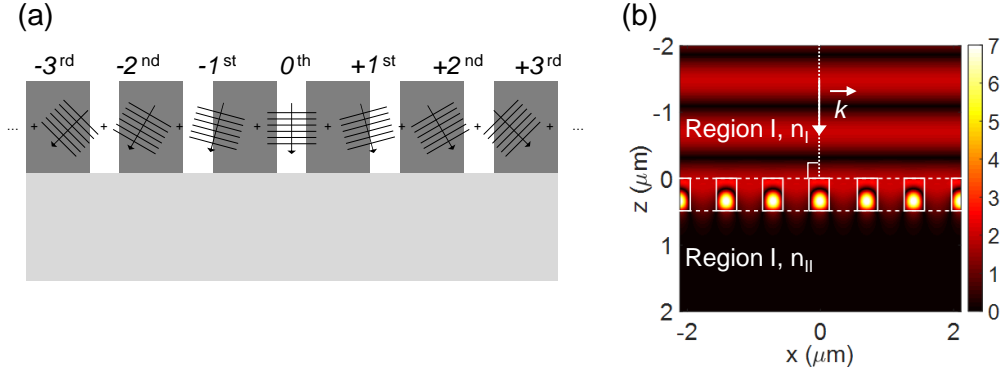 (a)
-3rd -2nd -1st 0th +1st +2nd +3rd
... + + + + + + + + ...
(b)
-2
-1
0
1
2
z (μm)
k
Region I, nI
Region I, nII
-2 0 2
x (μm)
7
6
5
4
3
2
1
0